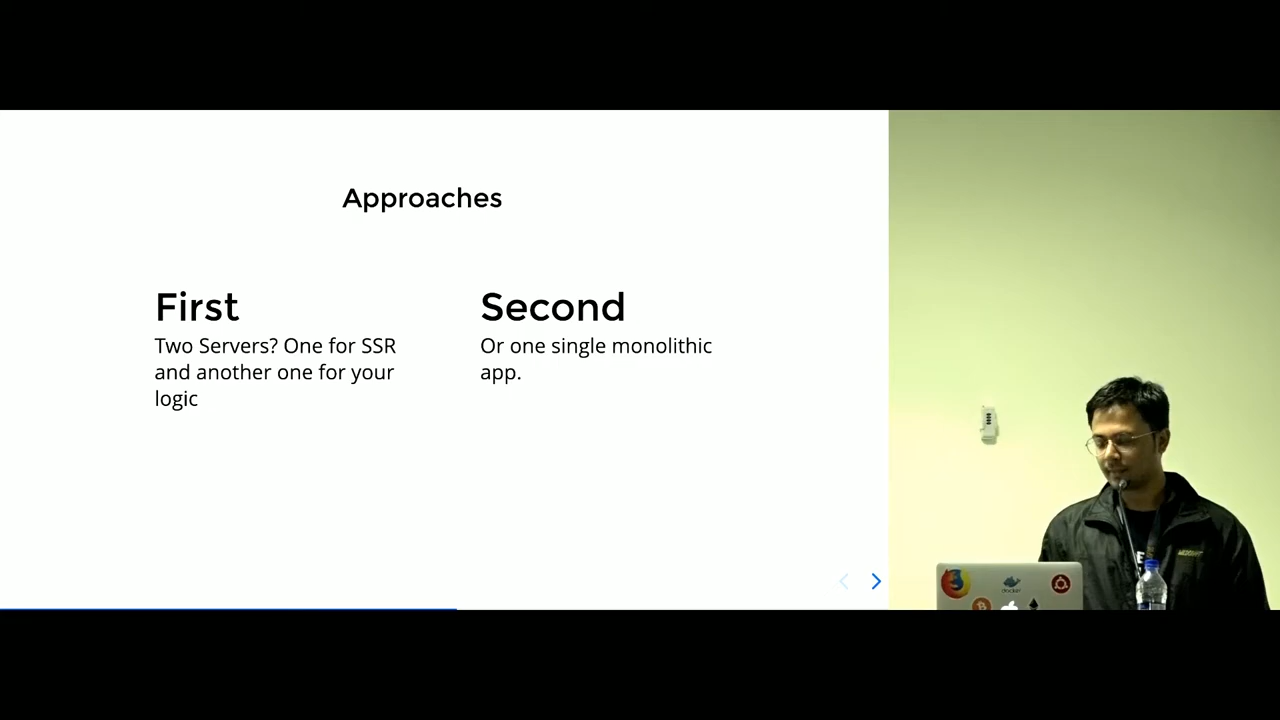 Approaches
First
Two Servers? One for SSR
and another one for your
logic
Second
Or one single monolithic
app.
docker